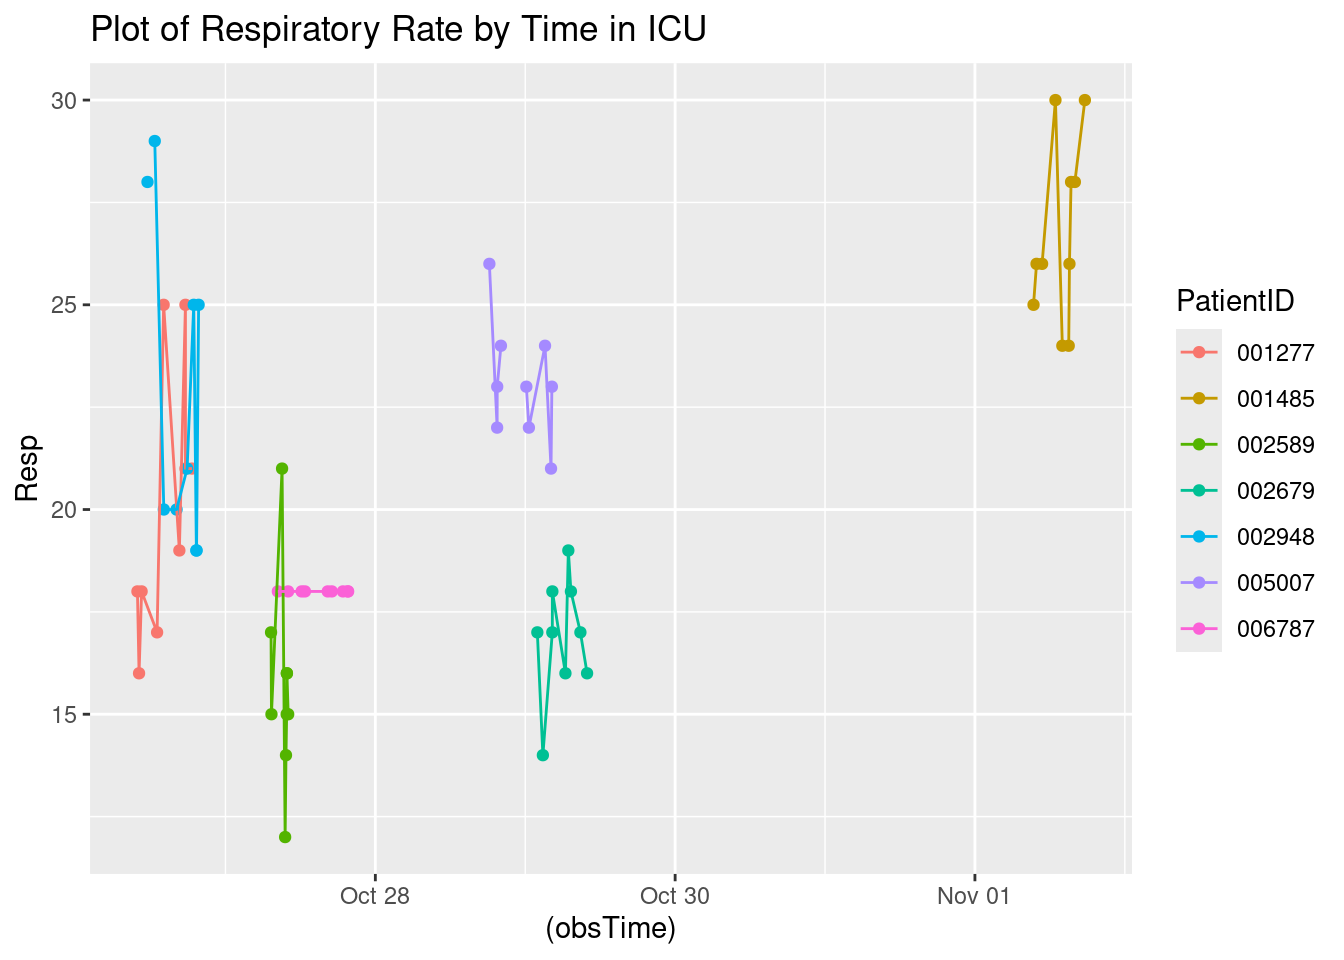 Plot of Respiratory Rate by Time in ICU
30
25
20
15
Resp
Oct 28
Oct 30
Nov 01
(obsTime)
PatientID
001277
001485
002589
002679
002948
005007
006787